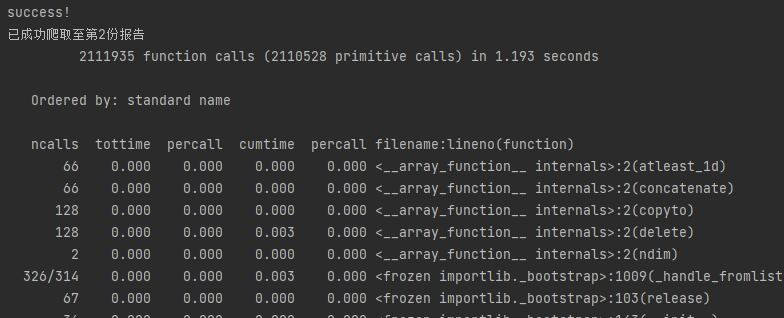 success!
已成功爬取至第2份报告
2111935 function calls (2110528 primitive calls) in 1.193 seconds
Ordered by: standard name
ncalls  tottime  percall  cumtime  percall filename:lineno(function)
66    0.000    0.000    0.000    0.000 <__array_function__ internals>:2(atleast_1d)
66    0.000    0.000    0.000    0.000 <__array_function__ internals>:2(concatenate)
128    0.000    0.000    0.000    0.000 <__array_function__ internals>:2(copyto)
128    0.000    0.000    0.003    0.000 <__array_function__ internals>:2(delete)
2    0.000    0.000    0.000    0.000 <__array_function__ internals>:2(ndim)
326/314    0.000    0.000    0.003    0.000 <frozen importlib._bootstrap>:1009(_handle_fromlist
67    0.000    0.000    0.000    0.000 <frozen importlib._bootstrap>:103(release)